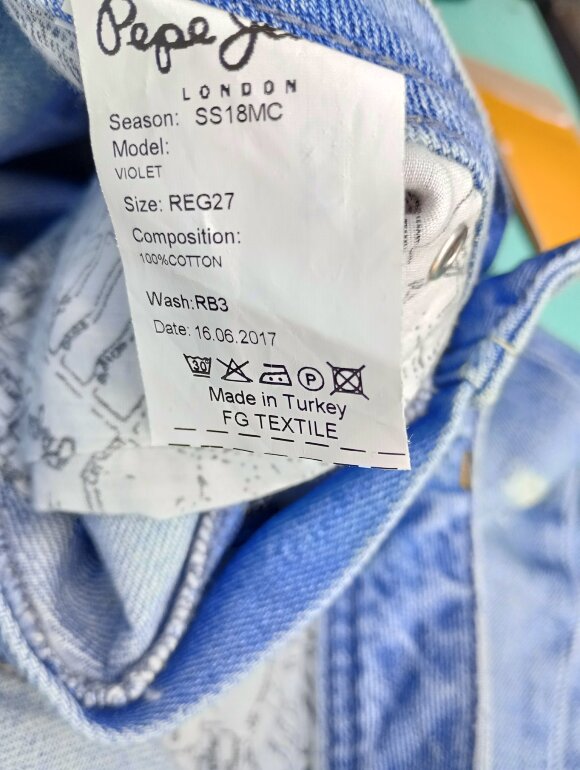 Pepe
LONDON
Season: SS18MC
Model:
VIOLET
Size: REG27
Composition:
100%COTTON
Wash:RB3
Date: 16.06.2017
30 P
Made in Turkey
FG TEXTILE